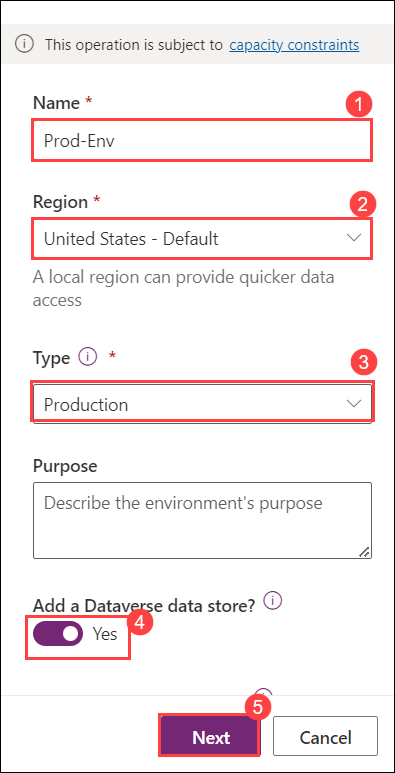 This operation is subject to capacity constraints
Name *
1
Prod-Env
Region *
2
United States - Default
A local region can provide quicker data
access
Type *
3
Production
Purpose
Describe the environment's purpose
Add a Dataverse data store?
4
Yes
5
Next
Cancel